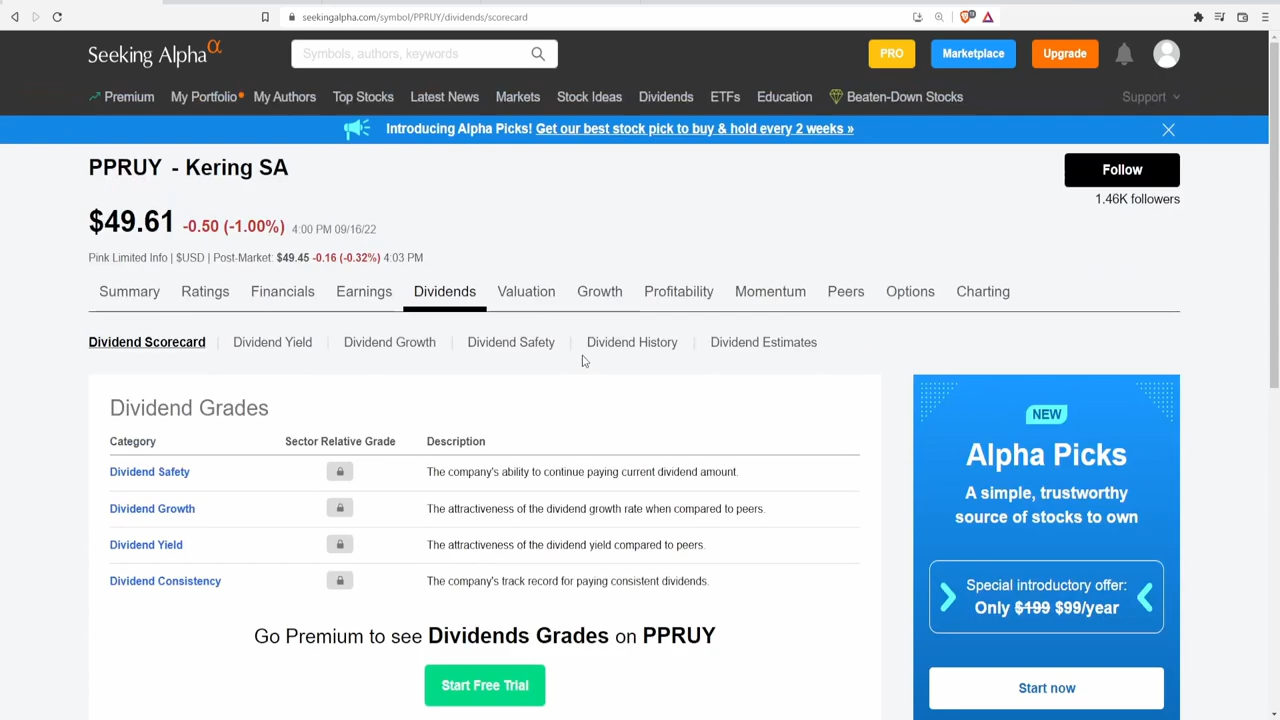 seekingalpha.com/symbol/PPRUY/dividends/scorecard
Seeking Alpha α
Symbols, authors, keywords
PRO
Marketplace
Upgrade
Premium My Portfolio My Authors Top Stocks Latest News Markets Stock Ideas Dividends ETFs Education Beaten-Down Stocks Support
Introducing Alpha Picks! Get our best stock pick to buy & hold every 2 weeks »
PPRUY - Kering SA
Follow
1.46K followers
$49.61 -0.50 (-1.00%) 4:00 PM 09/16/22
Pink Limited Info | $USD | Post-Market: $49.45 -0.16 (-0.32%) 4:03 PM
Summary Ratings Financials Earnings Dividends Valuation Growth Profitability Momentum Peers Options Charting
Dividend Scorecard | Dividend Yield | Dividend Growth | Dividend Safety | Dividend History | Dividend Estimates
Dividend Grades
Category Sector Relative Grade Description
Dividend Safety The company's ability to continue paying current dividend amount.
Dividend Growth The attractiveness of the dividend growth rate when compared to peers.
Dividend Yield The attractiveness of the dividend yield compared to peers.
Dividend Consistency The company's track record for paying consistent dividends.
Go Premium to see Dividends Grades on PPRUY
Start Free Trial
NEW
Alpha Picks
A simple, trustworthy
source of stocks to own
Special introductory offer:
Only $199 $99/year
Start now